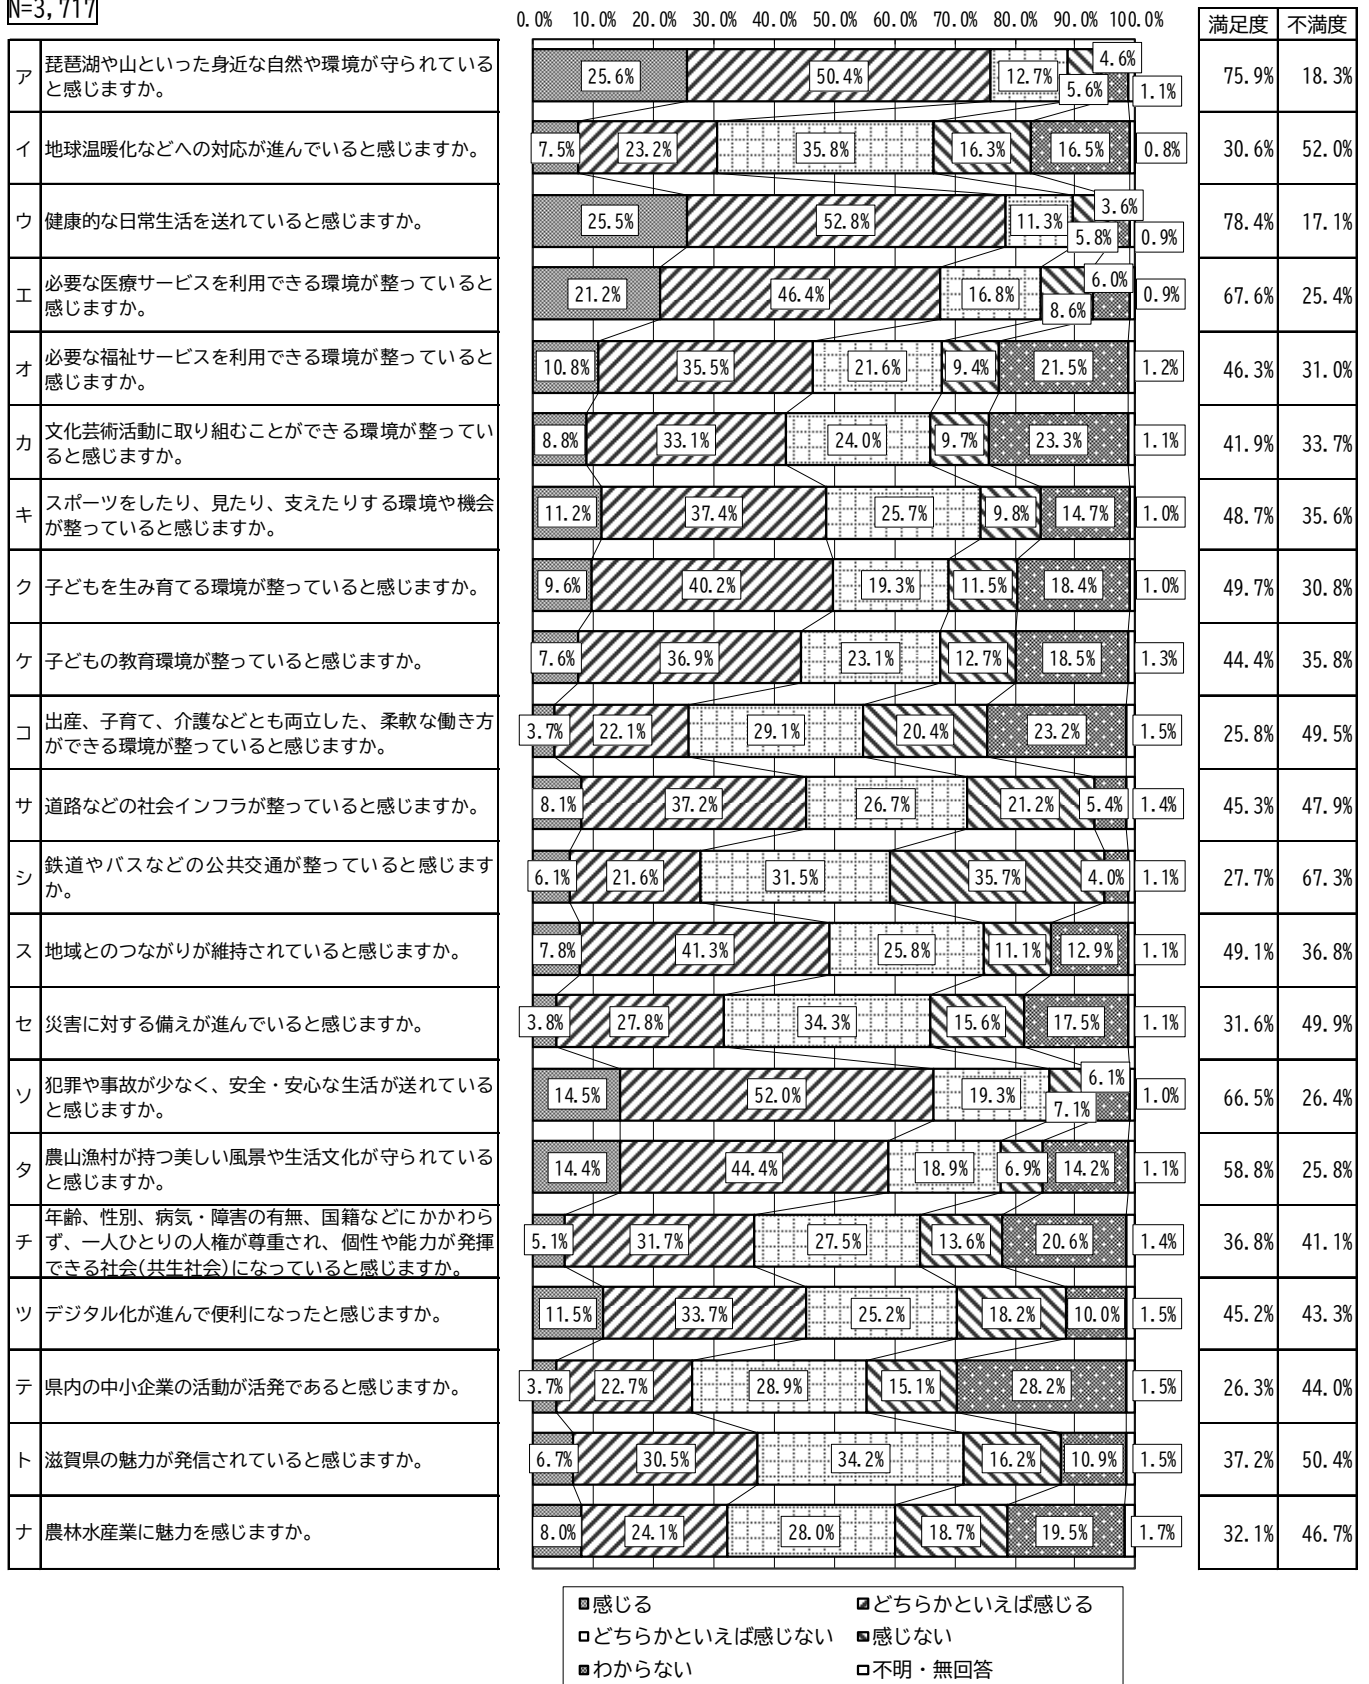 N=3,717
0.0% 10.0% 20.0% 30.0% 40.0% 50.0% 60.0% 70.0% 80.0% 90.0% 100.0%
満足度 不満度
ア 琵琶湖や山といった身近な自然や環境が守られている
と感じますか。
25.6% 50.4% 12.7% 5.6% 4.6% 1.1% 75.9% 18.3%
イ 地球温暖化などへの対応が進んでいると感じますか。
7.5% 23.2% 35.8% 16.3% 16.5% 0.8% 30.6% 52.0%
ウ 健康的な日常生活を送れていると感じますか。
25.5% 52.8% 11.3% 5.8% 3.6% 0.9% 78.4% 17.1%
エ 必要な医療サービスを利用できる環境が整っていると
感じますか。
21.2% 46.4% 16.8% 8.6% 6.0% 0.9% 67.6% 25.4%
オ 必要な福祉サービスを利用できる環境が整っていると
感じますか。
10.8% 35.5% 21.6% 9.4% 21.5% 1.2% 46.3% 31.0%
カ 文化芸術活動に取り組むことができる環境が整ってい
ると感じますか。
8.8% 33.1% 24.0% 9.7% 23.3% 1.1% 41.9% 33.7%
キ スポーツをしたり、見たり、支えたりする環境や機会
が整っていると感じますか。
11.2% 37.4% 25.7% 9.8% 14.7% 1.0% 48.7% 35.6%
ク 子どもを生み育てる環境が整っていると感じますか。
9.6% 40.2% 19.3% 11.5% 18.4% 1.0% 49.7% 30.8%
ケ 子どもの教育環境が整っていると感じますか。
7.6% 36.9% 23.1% 12.7% 18.5% 1.3% 44.4% 35.8%
コ 出産、子育て、介護などとも両立した、柔軟な働き方
ができる環境が整っていると感じますか。
3.7% 22.1% 29.1% 20.4% 23.2% 1.5% 25.8% 49.5%
サ 道路などの社会インフラが整っていると感じますか。
8.1% 37.2% 26.7% 21.2% 5.4% 1.4% 45.3% 47.9%
シ 鉄道やバスなどの公共交通が整っていると感じます
か。
6.1% 21.6% 31.5% 35.7% 4.0% 1.1% 27.7% 67.3%
ス 地域とのつながりが維持されていると感じますか。
7.8% 41.3% 25.8% 11.1% 12.9% 1.1% 49.1% 36.8%
セ 災害に対する備えが進んでいると感じますか。
3.8% 27.8% 34.3% 15.6% 17.5% 1.1% 31.6% 49.9%
ソ 犯罪や事故が少なく、安全・安心な生活が送れている
と感じますか。
14.5% 52.0% 19.3% 7.1% 6.1% 1.0% 66.5% 26.4%
タ 農山漁村が持つ美しい風景や生活文化が守られている
と感じますか。
14.4% 44.4% 18.9% 6.9% 14.2% 1.1% 58.8% 25.8%
チ 年齢、性別、病気・障害の有無、国籍などにかかわら
ず、一人ひとりの人権が尊重され、個性や能力が発揮
できる社会(共生社会)になっていると感じますか。
5.1% 31.7% 27.5% 13.6% 20.6% 1.4% 36.8% 41.1%
ツ デジタル化が進んで便利になったと感じますか。
11.5% 33.7% 25.2% 18.2% 10.0% 1.5% 45.2% 43.3%
テ 県内の中小企業の活動が活発であると感じますか。
3.7% 22.7% 28.9% 15.1% 28.2% 1.5% 26.3% 44.0%
ト 滋賀県の魅力が発信されていると感じますか。
6.7% 30.5% 34.2% 16.2% 10.9% 1.5% 37.2% 50.4%
ナ 農林水産業に魅力を感じますか。
8.0% 24.1% 28.0% 18.7% 19.5% 1.7% 32.1% 46.7%
感じる どちらかといえば感じる
どちらかといえば感じない 感じない
わからない 不明・無回答